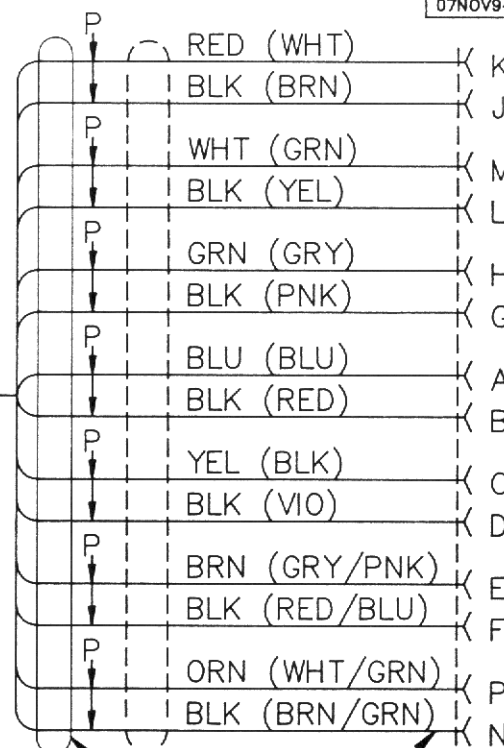 07NOV9
P RED (WHT) K
BLK (BRN) J
P WHT (GRN) M
BLK (YEL) L
P GRN (GRY) H
BLK (PNK) G
P BLU (BLU) A
BLK (RED) B
P YEL (BLK) C
BLK (VIO) D
P BRN (GRY/PNK) E
BLK (RED/BLU) F
P ORN (WHT/GRN) P
BLK (BRN/GRN) N